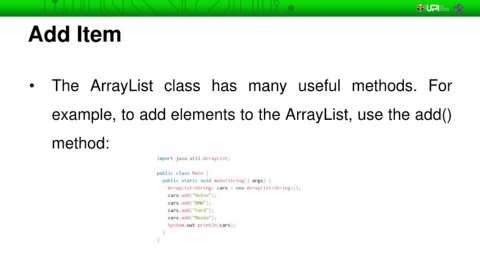 UPI
Add Item
• The ArrayList class has many useful methods. For
example, to add elements to the ArrayList, use the add()
method:
import java util.ArrayList;
public class Main {
public static void main(String[] args) {
ArrayList<String> cars = new ArrayList<String>();
cars.add("Volvo");
cars.add("BMW");
cars.add("Ford");
cars.add("Mazda");
System.out.println(cars);
}
}